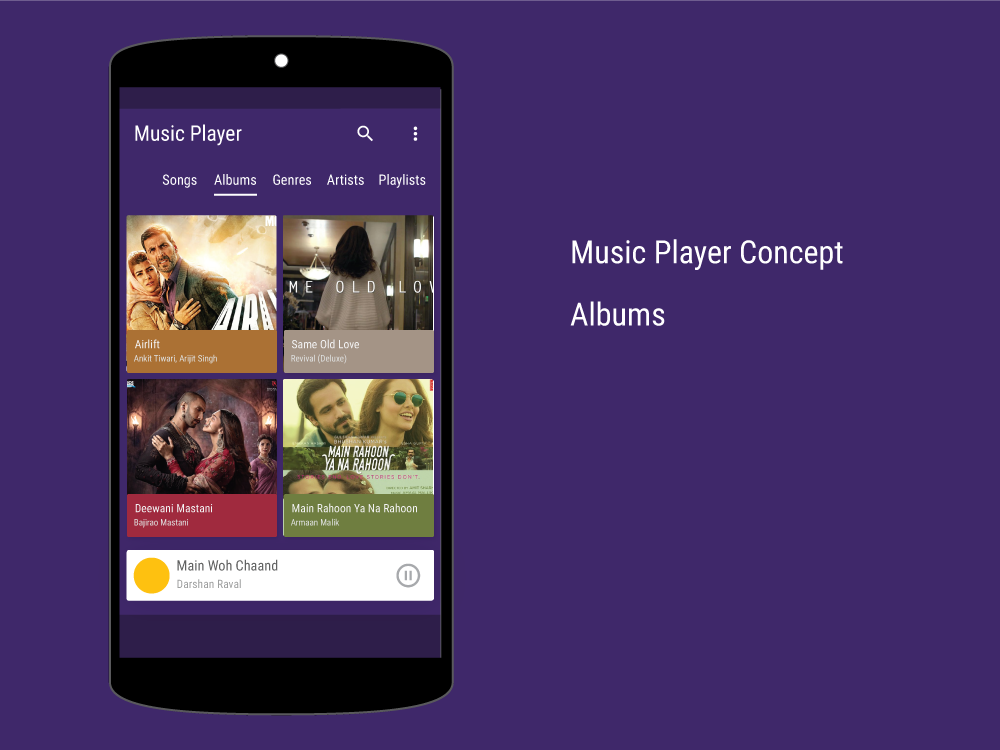 Music Player
Songs Albums Genres Artists Playlists
AIRL
Airlift
Ankit Tiwari, Arijit Singh
ME OLD LOV
Same Old Love
Revival (Deluxe)
Deewani Mastani
Bajirao Mastani
MAIN RAHOON
YA NA RAHOON
STORIES DON'T..
Main Rahoon Ya Na Rahoon
Armaan Malik
Main Woh Chaand
Darshan Raval
Music Player Concept
Albums